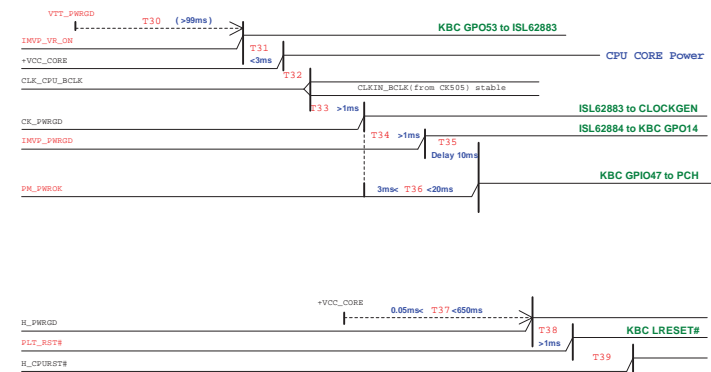 VTT_PWRGD
T30 ( >99ms )
KBC GPO53 to ISL62883
IMVP_VR_ON
T31
+VCC_CORE
<3ms
CPU CORE Power
T32
CLK_CPU_BCLK
CLKIN_BCLK(from CK505) stable
T33 >1ms
ISL62883 to CLOCKGEN
CK_PWRGD
T34 >1ms
ISL62884 to KBC GPO14
IMVP_PWRGD
T35
Delay 10ms
KBC GPIO47 to PCH
PM_PWROK
3ms< T36 <20ms
+VCC_CORE
0.05ms< T37 <650ms
H_PWRGD
T38
KBC LRESET#
PLT_RST#
>1ms
T39
H_CPURST#